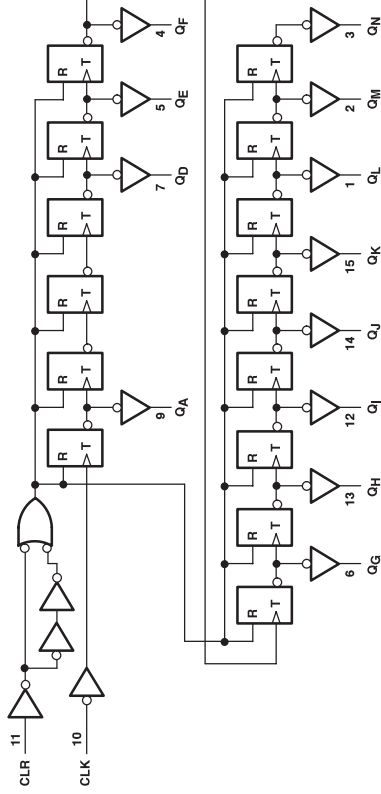 11
CLR
R R R R R R
10
CLK
T T T T T T
9 7 5 4
QA QD QE QF
R R R R R R R R
T T T T T T T T
6 13 12 14 15 1 2 3
QG QH QI QJ QK QL QM QN